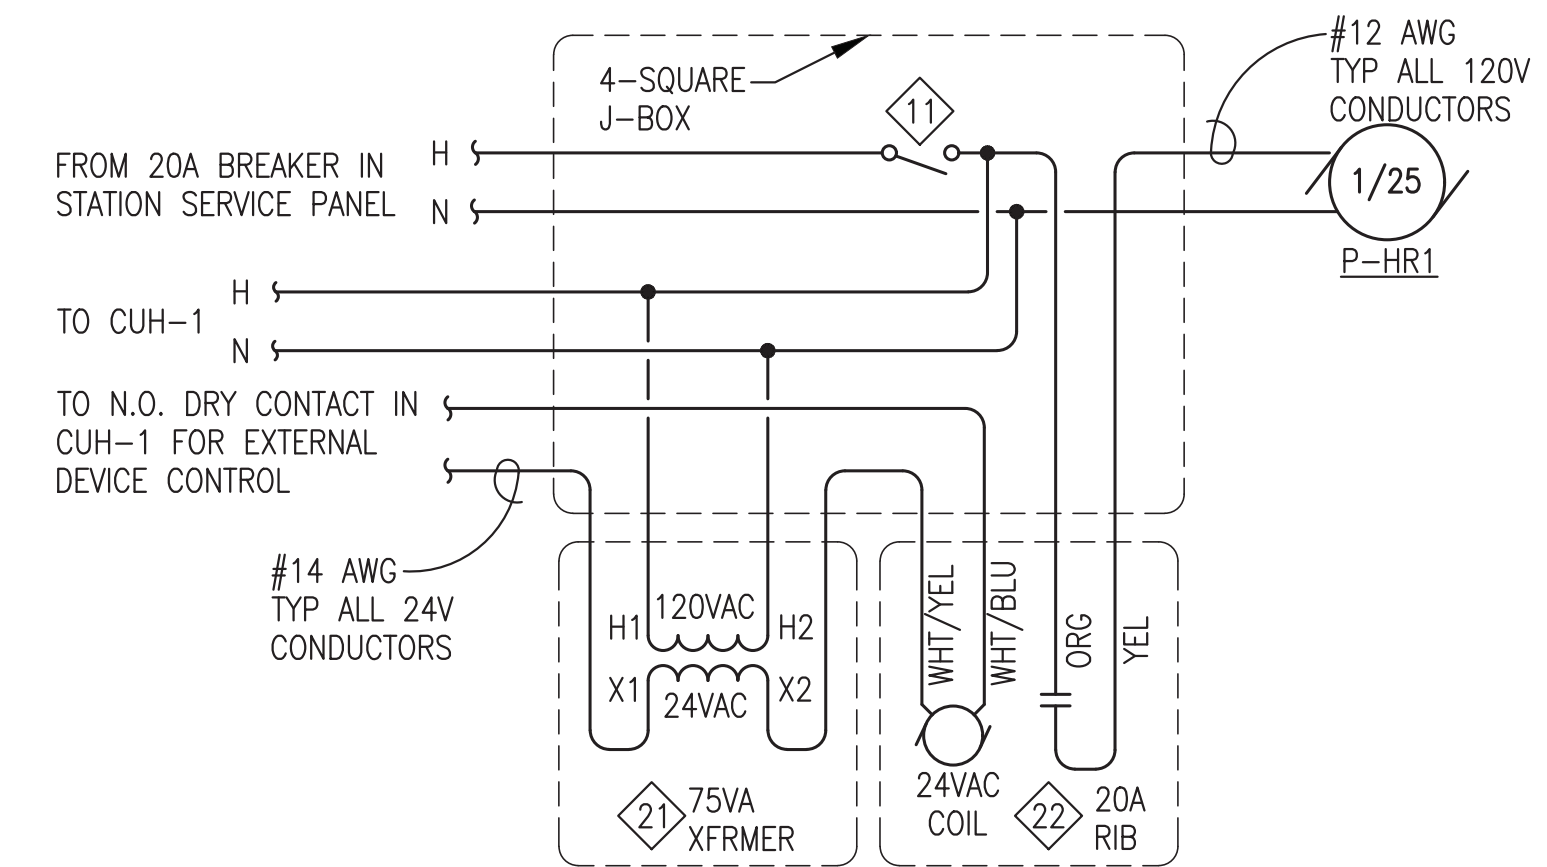 #12 AWG
TYP ALL 120V
CONDUCTORS
4-SQUARE
J-BOX
11
FROM 20A BREAKER IN
STATION SERVICE PANEL
H
N
1/25
P-HR1
TO CUH-1
H
N
TO N.O. DRY CONTACT IN
CUH-1 FOR EXTERNAL
DEVICE CONTROL
#14 AWG
TYP ALL 24V
CONDUCTORS
H1
120VAC
H2
X1
24VAC
X2
WHT/YEL
WHT/BLU
ORG
YEL
21
75VA
XFRMER
24VAC
COIL
22
20A
RIB